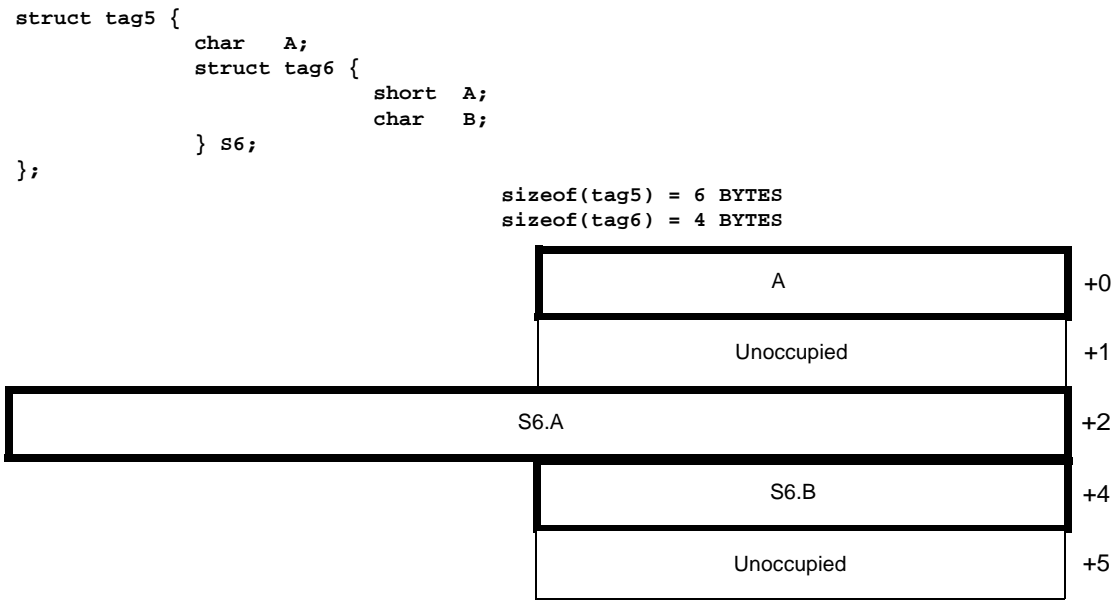 struct tag5 {
char A;
struct tag6 {
short A;
char B;
} S6;
};
sizeof(tag5) = 6 BYTES
sizeof(tag6) = 4 BYTES
A +0
Unoccupied +1
S6.A +2
S6.B +4
Unoccupied +5